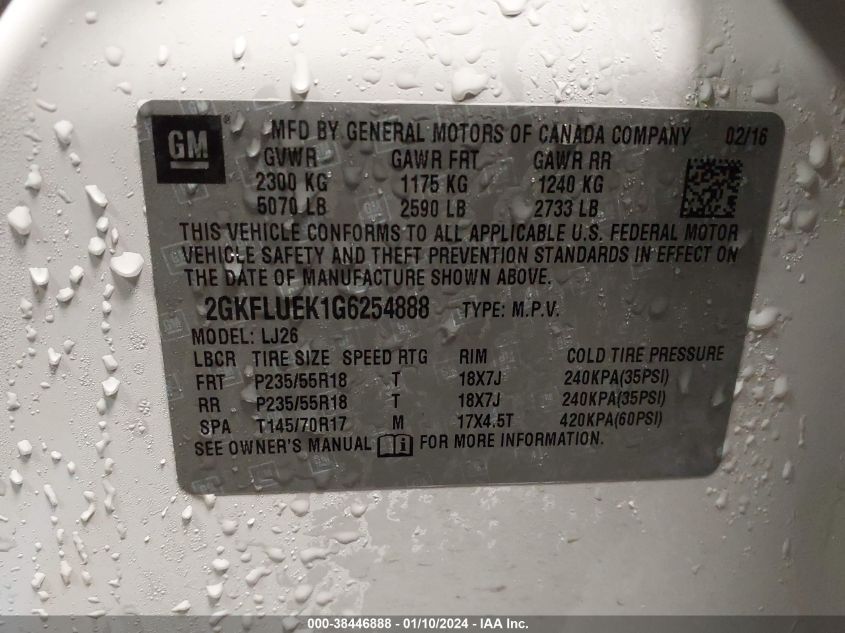 GM ® MFD BY GENERAL MOTORS OF CANADA COMPANY 02/16
GVWR GAWR FRT GAWR RR
2300 KG 1175 KG 1240 KG
5070 LB 2590 LB 2733 LB
THIS VEHICLE CONFORMS TO ALL APPLICABLE U.S. FEDERAL MOTOR
VEHICLE SAFETY AND THEFT PREVENTION STANDARDS IN EFFECT ON
THE DATE OF MANUFACTURE SHOWN ABOVE.
2GKFLUEK1G6254888 TYPE: M.P.V.
MODEL: LJ26
LBCR TIRE SIZE SPEED RTG RIM COLD TIRE PRESSURE
FRT P235/55R18 T 18X7J 240KPA(35PSI)
RR P235/55R18 T 18X7J 240KPA(35PSI)
SPA T145/70R17 M 17X4.5T 420KPA(60PSI)
SEE OWNER'S MANUAL i FOR MORE INFORMATION.
000-38446888 - 01/10/2024 - IAA Inc.